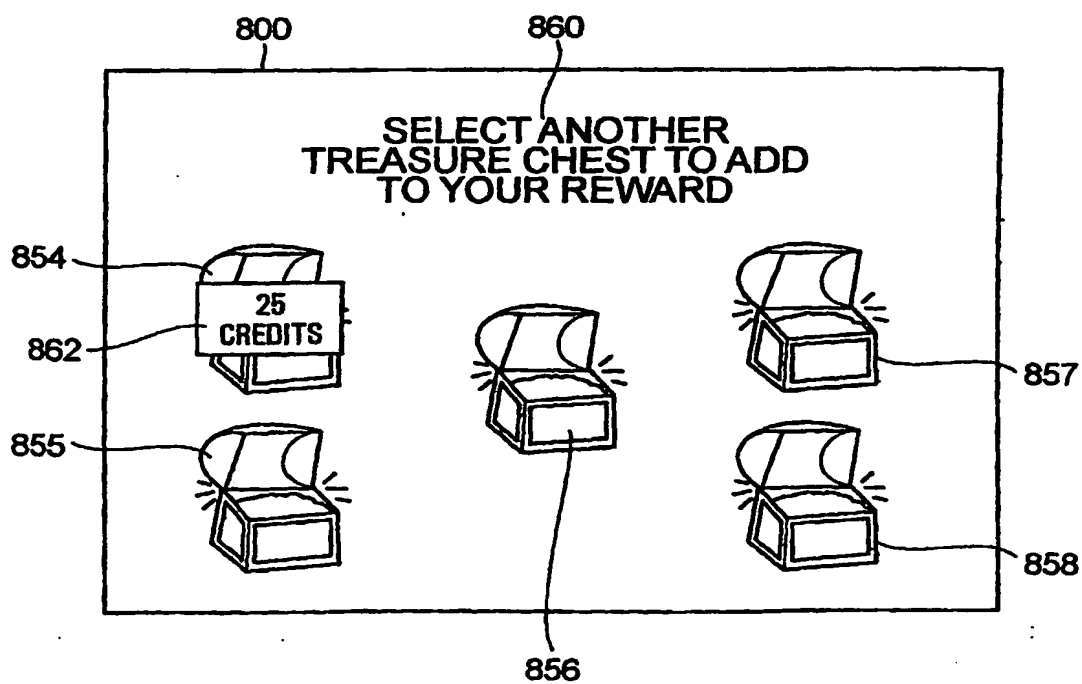 800
860
SELECT ANOTHER
TREASURE CHEST TO ADD
TO YOUR REWARD
854
25
CREDITS
862
857
855
858
856